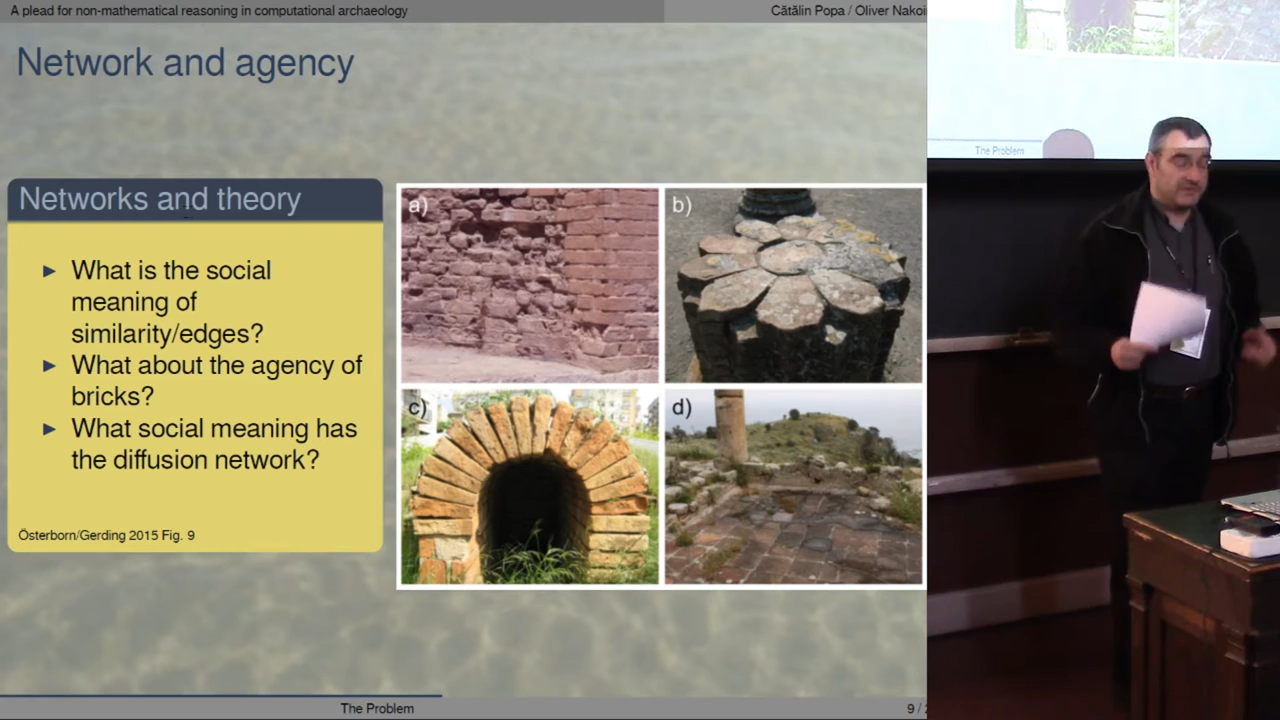 A plead for non-mathematical reasoning in computational archaeology
Cătălin Popa / Oliver
Network and agency
Networks and theory
What is the social
meaning of
similarity/edges?
What about the agency of
bricks?
What social meaning has
the diffusion network?
Österborn/Gerding 2015 Fig. 9
a)
b)
c)
d)
The Problem
9 /
The Problem